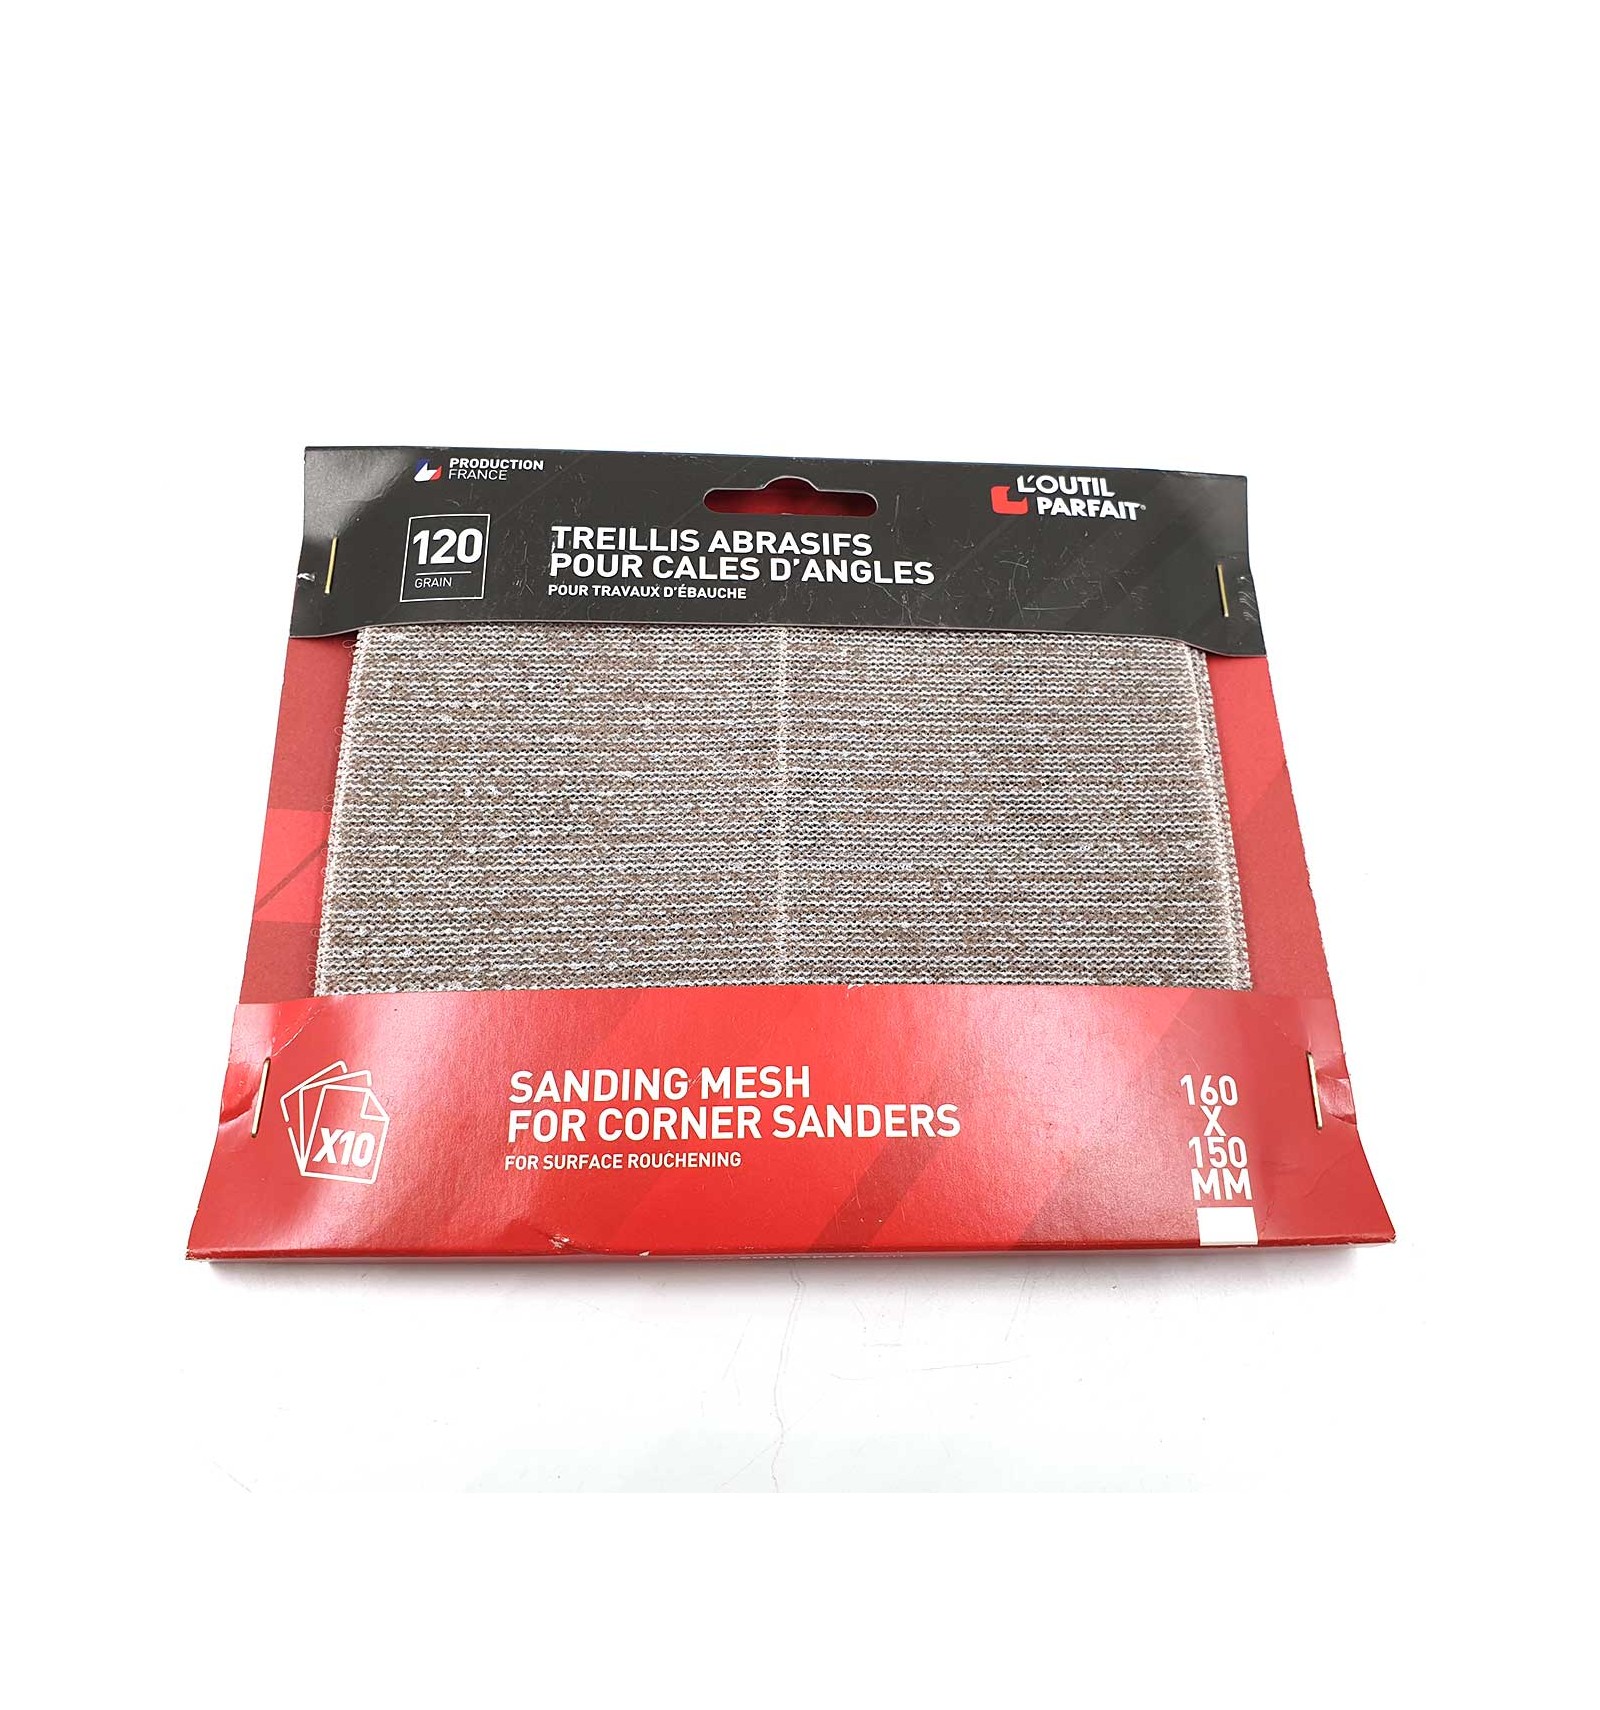 PRODUCTION
FRANCE
L'OUTIL
PARFAIT®
120
GRAIN
TREILLIS ABRASIFS
POUR CALES D'ANGLES
POUR TRAVAUX D'ÉBAUCHE
X10
SANDING MESH
FOR CORNER SANDERS
FOR SURFACE ROUCHENING
160
X
150
MM